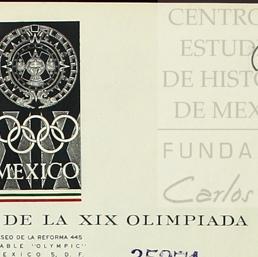 CENTRO
ESTUD
DE HISTO
DE MEX
FUNDA
Carlos
MEXICO
DE LA XIX OLIMPIADA
SEO DE LA REFORMA 445
ABLE "OLYMPIC"
EXICO 5, D. F.